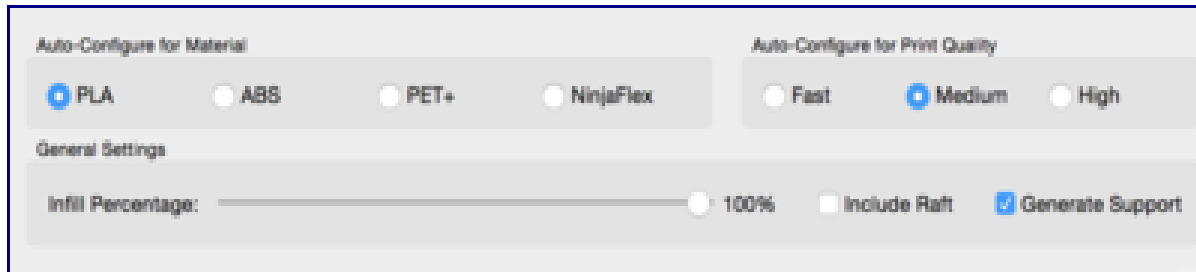 Auto-Configure for Material
Auto-Configure for Print Quality
PLA ABS PET+ NinjaFlex
Fast Medium High
General Settings
Infill Percentage: 100% Include Raft Generate Support